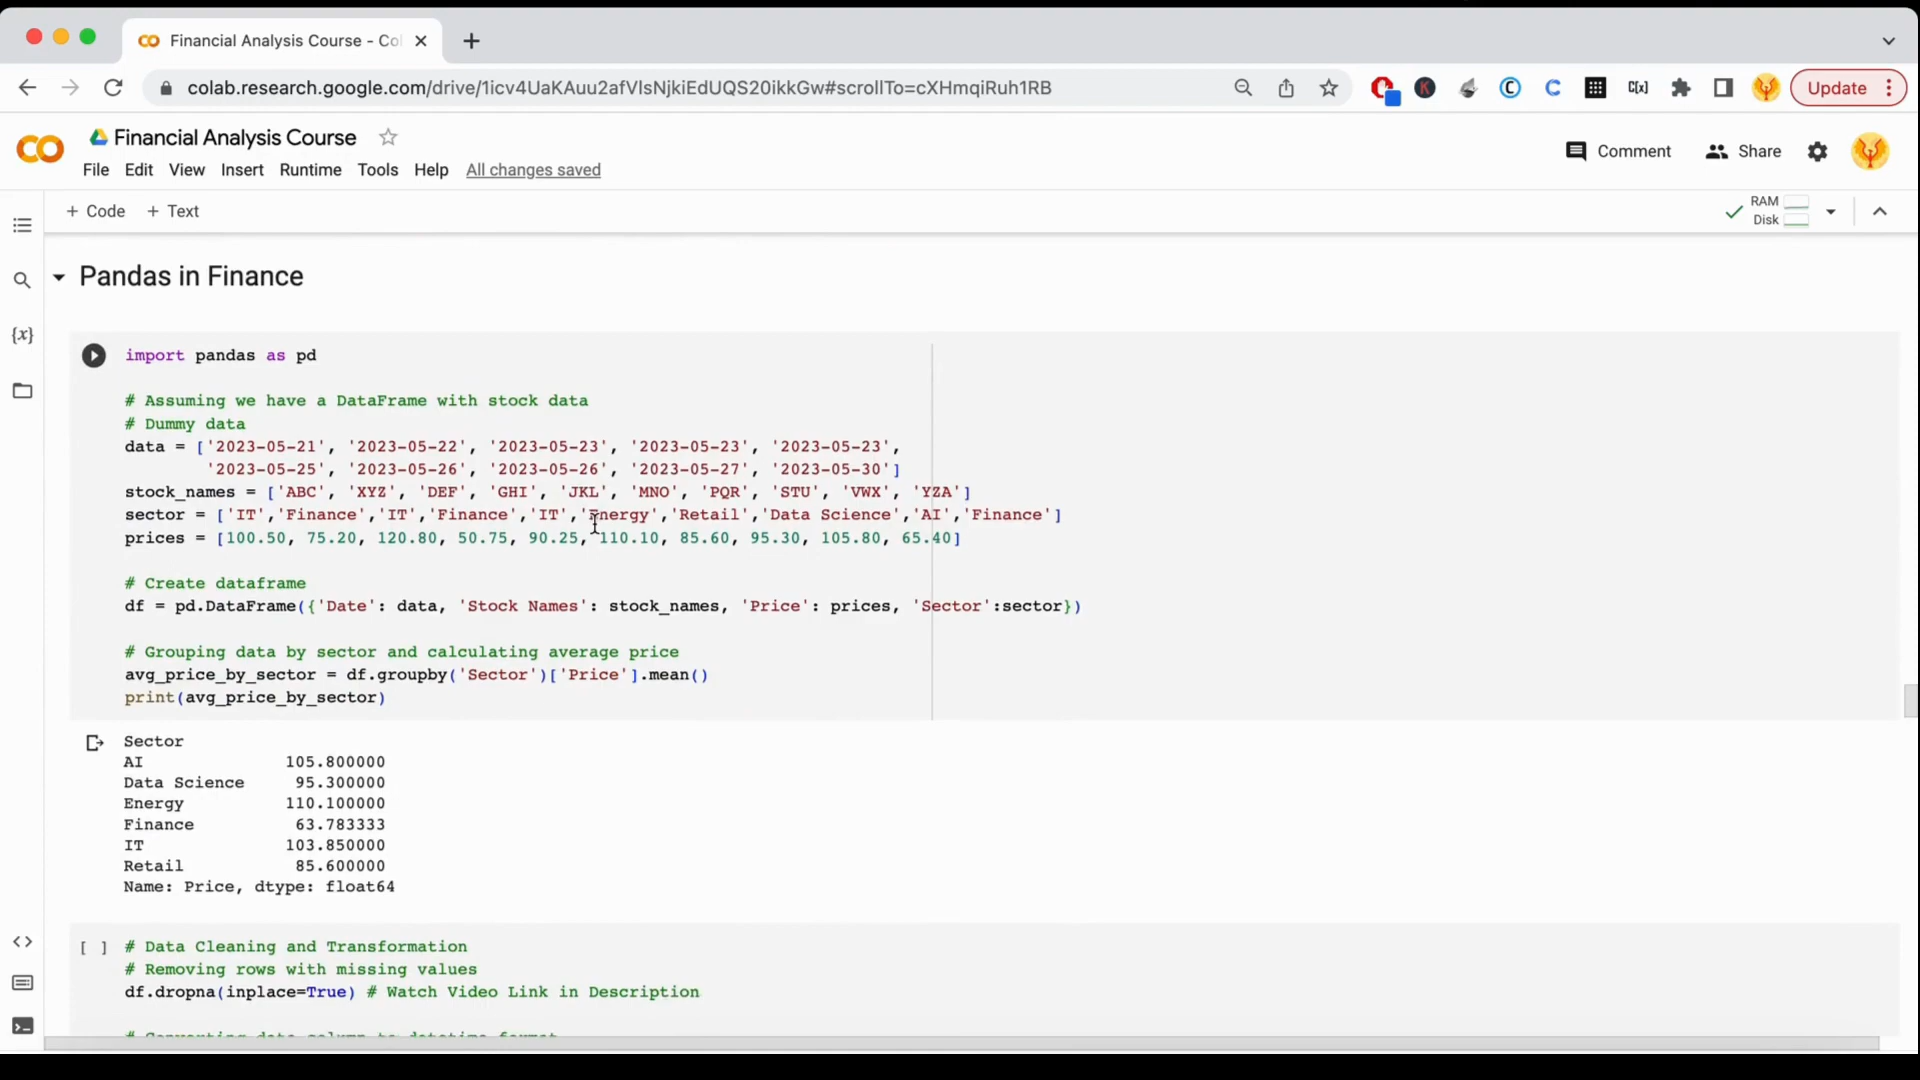 Financial Analysis Course - Col
colab.research.google.com/drive/1icv4UaKAuu2afVlsNjkiEdUQS20ikkGw#scrollTo=cXHmqiRuh1RB
Update
Financial Analysis Course
File Edit View Insert Runtime Tools Help All changes saved
Comment Share
+ Code + Text
RAM
Disk
Pandas in Finance
import pandas as pd
# Assuming we have a DataFrame with stock data
# Dummy data
data = ['2023-05-21', '2023-05-22', '2023-05-23', '2023-05-23', '2023-05-23',
'2023-05-25', '2023-05-26', '2023-05-26', '2023-05-27', '2023-05-30']
stock_names = ['ABC', 'XYZ', 'DEF', 'GHI', 'JKL', 'MNO', 'PQR', 'STU', 'VWX', 'YZA']
sector = ['IT','Finance','IT','Finance','IT','Energy','Retail','Data Science','AI','Finance']
prices = [100.50, 75.20, 120.80, 50.75, 90.25, 110.10, 85.60, 95.30, 105.80, 65.40]
# Create dataframe
df = pd.DataFrame({'Date': data, 'Stock Names': stock_names, 'Price': prices, 'Sector':sector})
# Grouping data by sector and calculating average price
avg_price_by_sector = df.groupby('Sector')['Price'].mean()
print(avg_price_by_sector)
Sector
AI 105.800000
Data Science 95.300000
Energy 110.100000
Finance 63.783333
IT 103.850000
Retail 85.600000
Name: Price, dtype: float64
[ ] # Data Cleaning and Transformation
# Removing rows with missing values
df.dropna(inplace=True) # Watch Video Link in Description
# Converting date column to datetime format